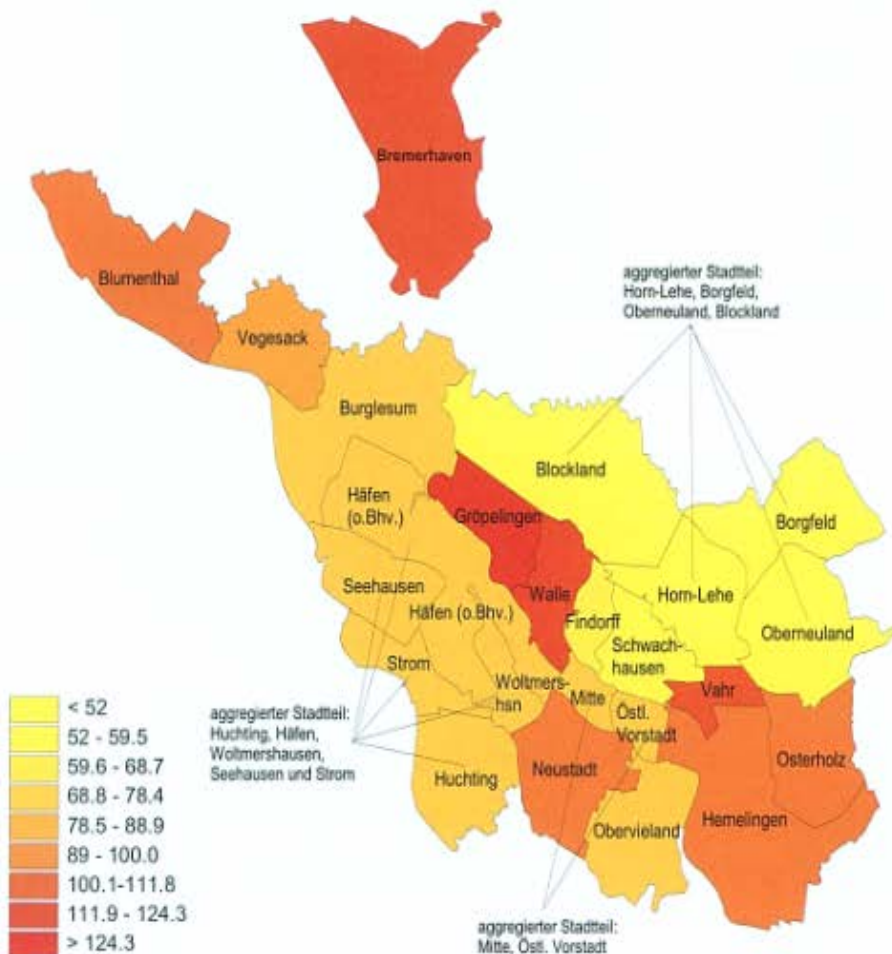 Bremerhaven
Blumenthal
aggregierter Stadtteil:
Horn-Lehe, Borgfeld,
Oberneuland, Blockland
Vegesack
Burglesum
Blockland
Häfen
(o.Bhv.)
Gröpelingen
Borgfeld
Seehausen
Häfen (o.Bhv.)
Walle
Horn-Lehe
Findorff
Oberneuland
Schwach-
hausen
Strom
Woltmers-
hsn
Mitte
Vahr
Östl.
Vorstadt
aggregierter Stadtteil:
Huchting, Häfen,
Woltmershausen,
Seehausen und Strom
Huchting
Neustadt
Osterholz
Hemelingen
Obervieland
< 52
52 - 59.5
59.6 - 68.7
68.8 - 78.4
78.5 - 88.9
89 - 100.0
100.1-111.8
111.9 - 124.3
> 124.3
aggregierter Stadtteil:
Mitte, Östl. Vorstadt